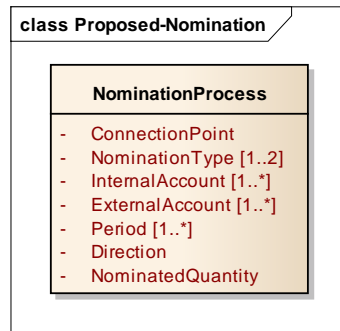 class Proposed-Nomination
NominationProcess
- ConnectionPoint
- NominationType [1..2]
- InternalAccount [1..*]
- ExternalAccount [1..*]
- Period [1..*]
- Direction
- NominatedQuantity